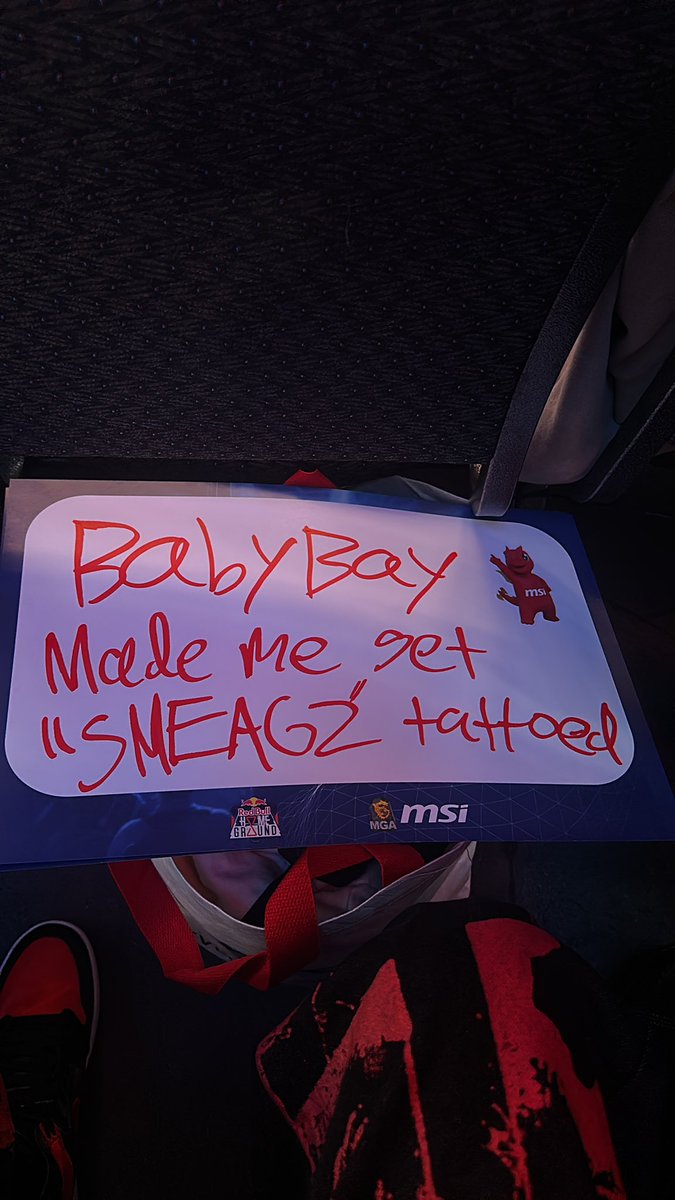 BabyBay
Made me get
"SMEAGZ" tattoed
msi
Red Bull
HOME
GROUND
MGA
msi